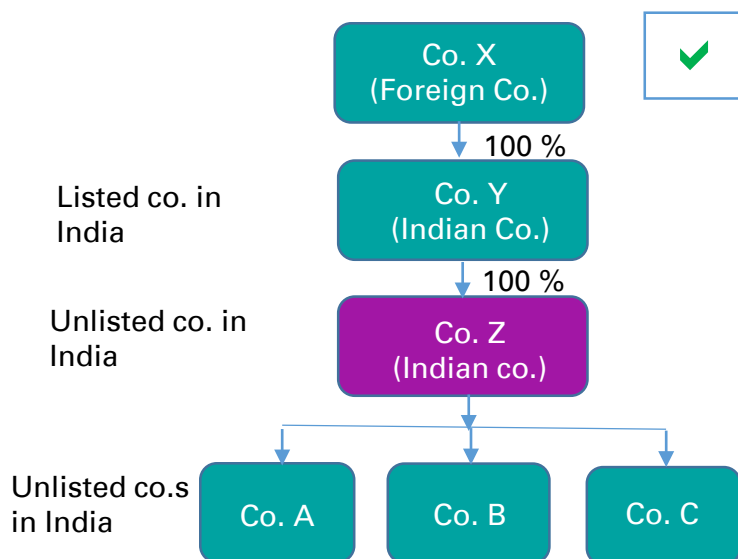 Co. X
(Foreign Co.)
100 %
Listed co. in
India
Co. Y
(Indian Co.)
100 %
Unlisted co. in
India
Co. Z
(Indian co.)
Unlisted co.s
in India
Co. A
Co. B
Co. C